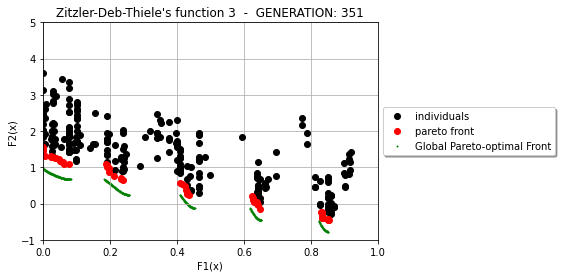 Zitzler-Deb-Thiele's function 3 - GENERATION: 351
5
4
3
2
1
0
−1
F2(x)
0.0 0.2 0.4 0.6 0.8 1.0
F1(x)
individuals
pareto front
Global Pareto-optimal Front